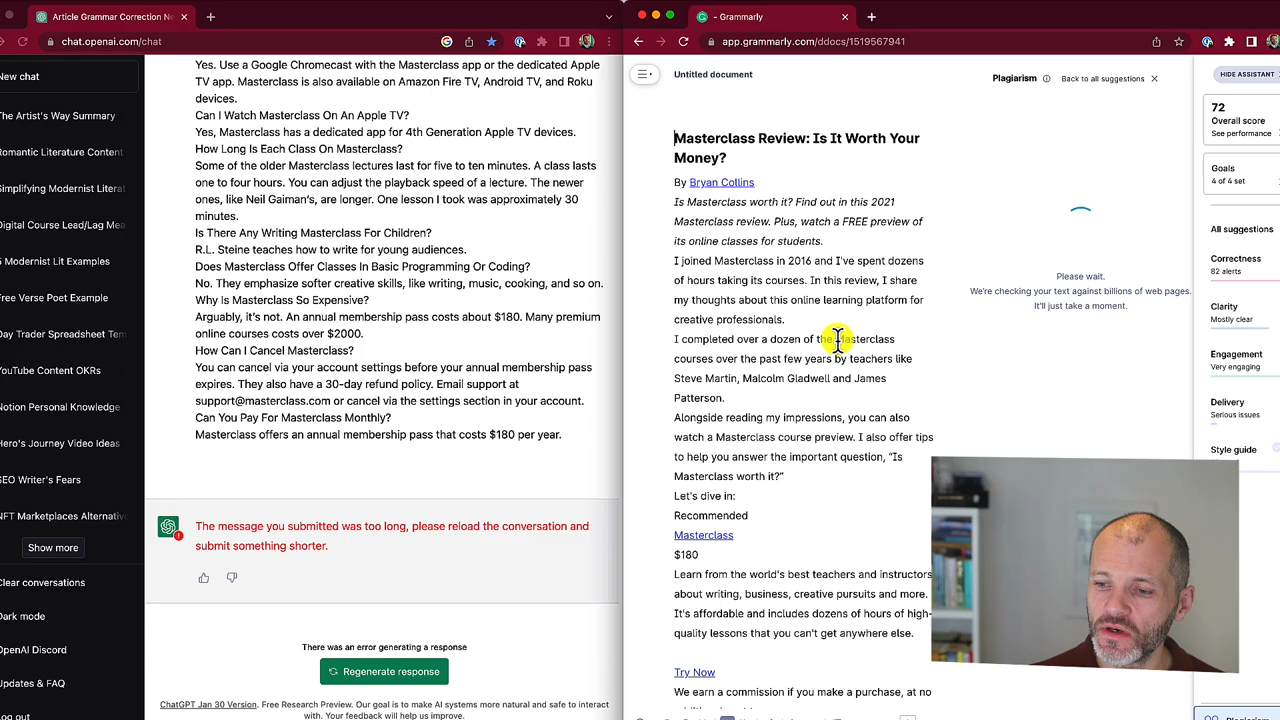 Article Grammar Correction Ne
chat.openai.com/chat
New chat
The Artist's Way Summary
Romantic Literature Content
Simplifying Modernist Literat
Digital Course Lead/Lag Meas
5 Modernist Lit Examples
Free Verse Poet Example
Day Trader Spreadsheet Tem
YouTube Content OKRs
Notion Personal Knowledge
Hero's Journey Video Ideas
SEO Writer's Fears
NFT Marketplaces Alternativ
Show more
Clear conversations
Dark mode
OpenAI Discord
Updates & FAQ
Yes. Use a Google Chromecast with the Masterclass app or the dedicated Apple
TV app. Masterclass is also available on Amazon Fire TV, Android TV, and Roku
devices.
Can I Watch Masterclass On An Apple TV?
Yes, Masterclass has a dedicated app for 4th Generation Apple TV devices.
How Long Is Each Class On Masterclass?
Some of the older Masterclass lectures last for five to ten minutes. A class lasts
one to four hours. You can adjust the playback speed of a lecture. The newer
ones, like Neil Gaiman's, are longer. One lesson I took was approximately 30
minutes.
Is There Any Writing Masterclass For Children?
R.L. Steine teaches how to write for young audiences.
Does Masterclass Offer Classes In Basic Programming Or Coding?
No. They emphasize softer creative skills, like writing, music, cooking, and so on.
Why Is Masterclass So Expensive?
Arguably, it's not. An annual membership pass costs about $180. Many premium
online courses costs over $2000.
How Can I Cancel Masterclass?
You can cancel via your account settings before your annual membership pass
expires. They also have a 30-day refund policy. Email support at
support@masterclass.com or cancel via the settings section in your account.
Can You Pay For Masterclass Monthly?
Masterclass offers an annual membership pass that costs $180 per year.
The message you submitted was too long, please reload the conversation and
submit something shorter.
There was an error generating a response
Regenerate response
ChatGPT Jan 30 Version. Free Research Preview. Our goal is to make AI systems more natural and safe to interact
with. Your feedback will help us improve.
- Grammarly
app.grammarly.com/ddocs/1519567941
Untitled document
Masterclass Review: Is It Worth Your
Money?
By Bryan Collins
Is Masterclass worth it? Find out in this 2021
Masterclass review. Plus, watch a FREE preview of
its online classes for students.
I joined Masterclass in 2016 and I've spent dozens
of hours taking its courses. In this review, I share
my thoughts about this online learning platform for
creative professionals.
I completed over a dozen of the Masterclass
courses over the past few years by teachers like
Steve Martin, Malcolm Gladwell and James
Patterson.
Alongside reading my impressions, you can also
watch a Masterclass course preview. I also offer tips
to help you answer the important question, “Is
Masterclass worth it?”
Let's dive in:
Recommended
Masterclass
$180
Learn from the world's best teachers and instructors
about writing, business, creative pursuits and more.
It's affordable and includes dozens of hours of high-
quality lessons that you can't get anywhere else.
Try Now
We earn a commission if you make a purchase, at no
Plagiarism
Back to all suggestions
Please wait.
We're checking your text against billions of web pages.
It'll just take a moment.
HIDE ASSISTANT
72
Overall score
See performance
Goals
4 of 4 set
All suggestions
Correctness
82 alerts
Clarity
Mostly clear
Engagement
Very engaging
Delivery
Serious issues
Style guide